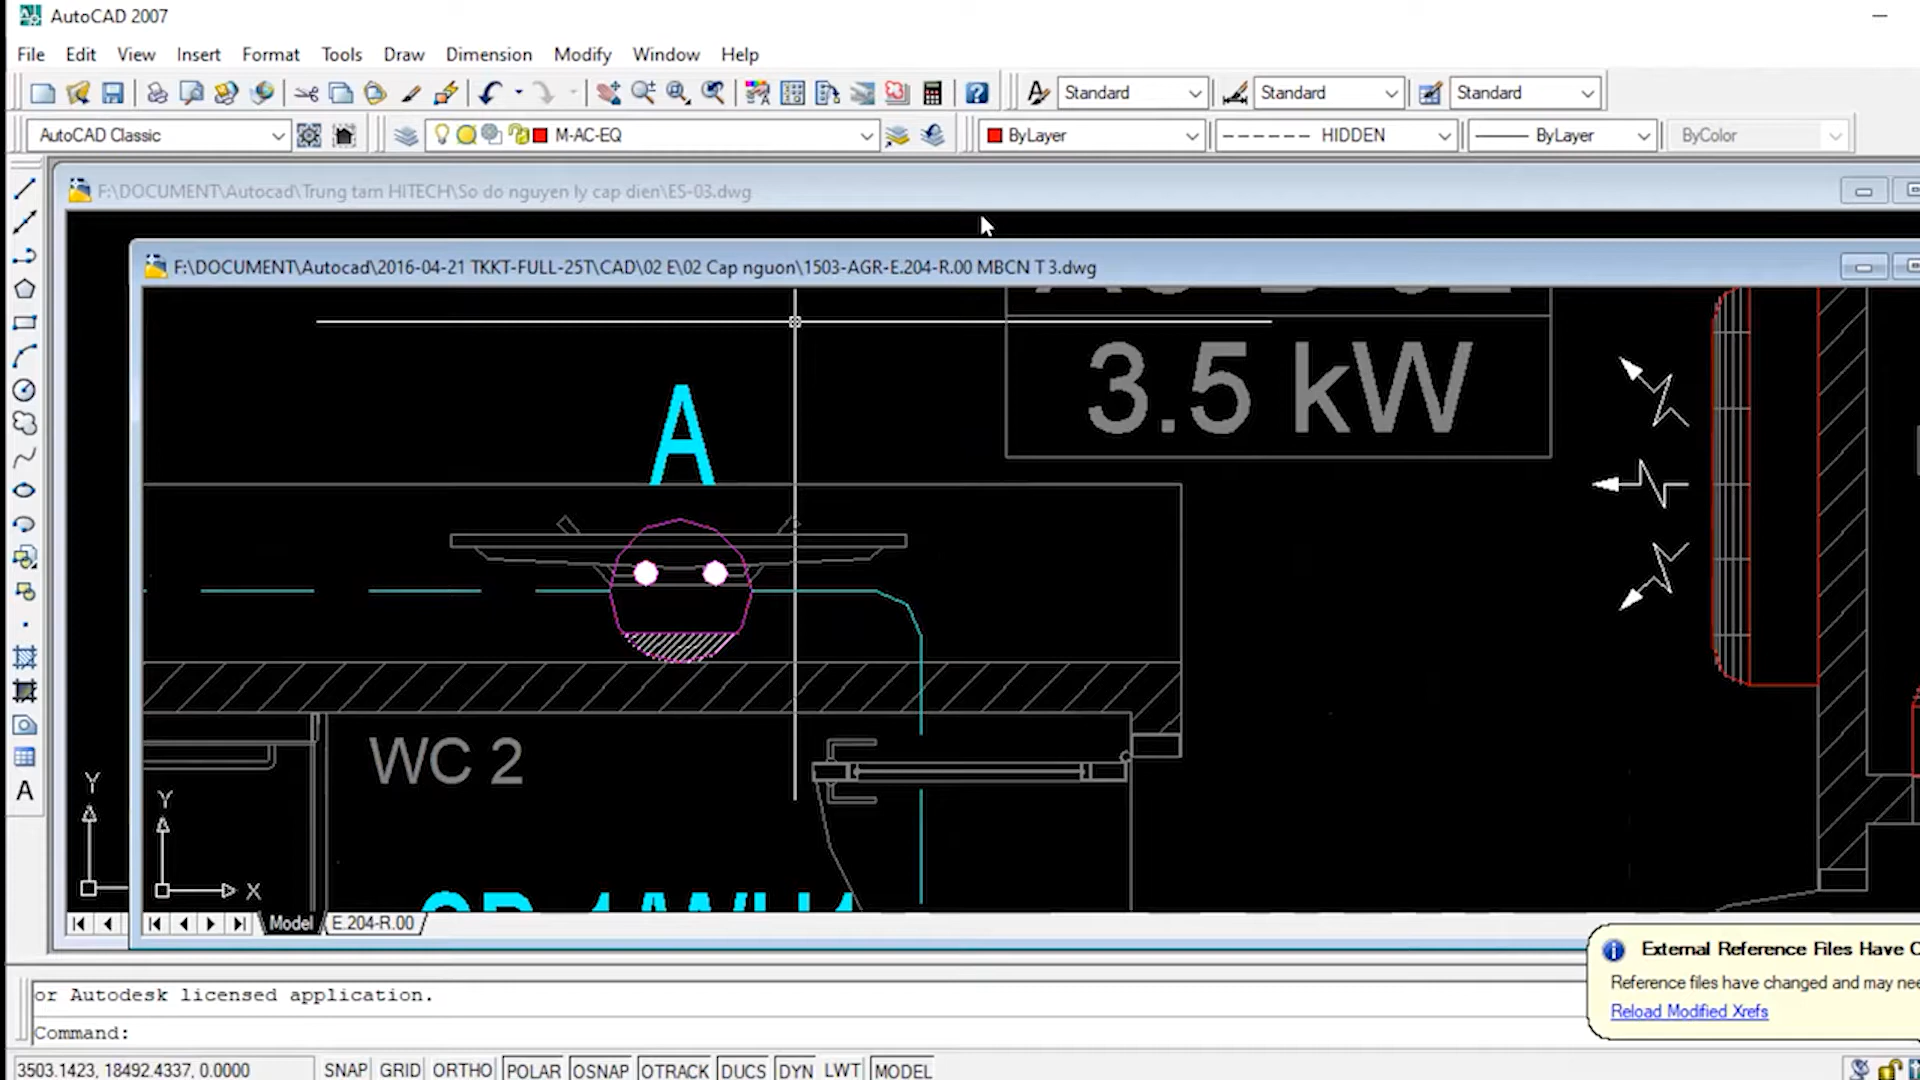 AutoCAD 2007
File Edit View Insert Format Tools Draw Dimension Modify Window Help
Standard Standard Standard
AutoCAD Classic M-AC-EQ ByLayer HIDDEN ByLayer ByColor
F:\DOCUMENT\Autocad\Trung tam HITECH\So do nguyen ly cap dien\ES-03.dwg
F:\DOCUMENT\Autocad\2016-04-21 TKKT-FULL-25T\CAD\02 E\02 Cap nguon\1503-AGR-E.204-R.00 MBCN T3.dwg
3.5 kW
A
WC 2
Y
Y
X
Model E.204-R.00
External Reference Files Have
Reference files have changed and may
Reload Modified Xrefs
or Autodesk licensed application.
Command:
3503.1423, 18492.4337, 0.0000 SNAP GRID ORTHO POLAR OSNAP OTRACK DUCS DYN LWT MODEL